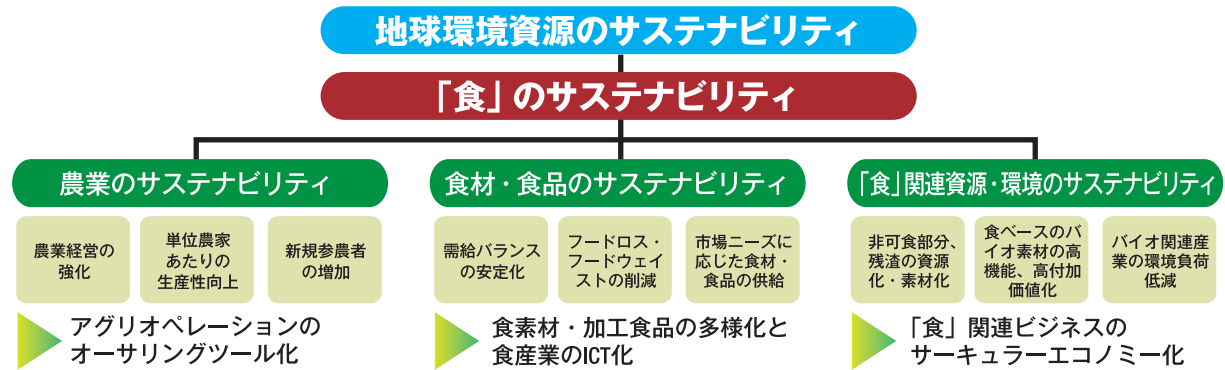 地球環境資源のサステナビリティ
「食」のサステナビリティ
農業のサステナビリティ
農業経営の
強化
単位農家
あたりの
生産性向上
新規参農者
の増加
アグリオペレーションの
オーサリングツール化
食材・食品のサステナビリティ
需給バランス
の安定化
フードロス・
フードウェイ
ストの削減
市場ニーズに
応じた食材・
食品の供給
食素材・加工食品の多様化と
食産業のICT化
「食」関連資源・環境のサステナビリティ
非可食部分、
残渣の資源
化・素材化
食ベースのバ
イオ素材の高
機能、高付加
価値化
バイオ関連産
業の環境負荷
低減
「食」関連ビジネスの
サーキュラーエコノミー化